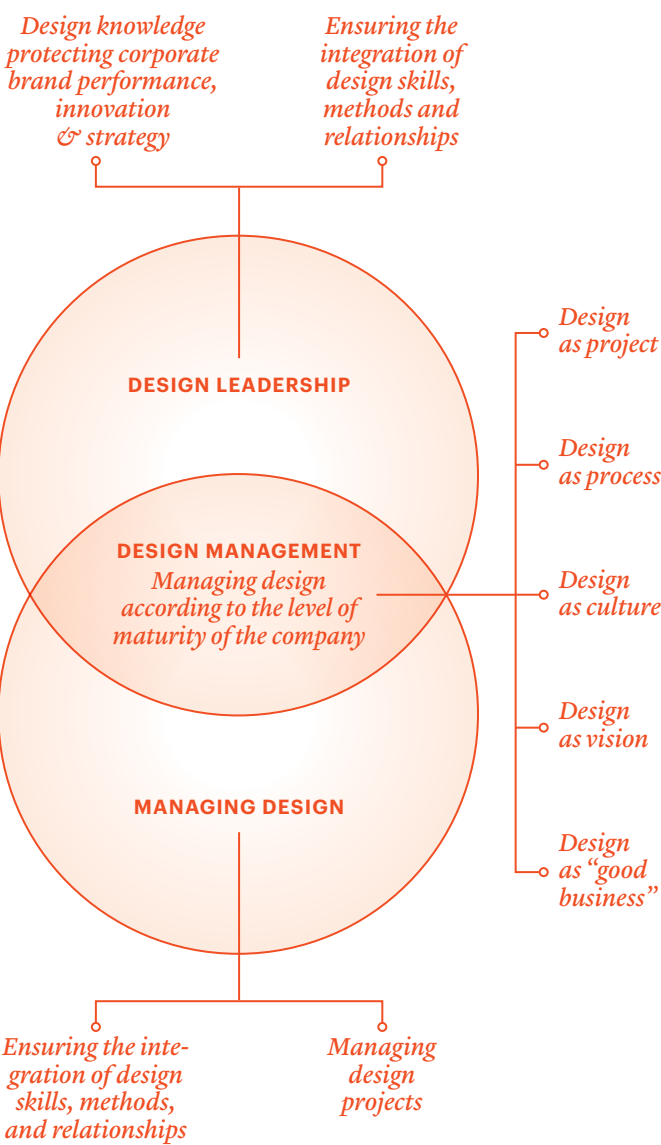 Design knowledge
protecting corporate
brand performance,
innovation
& strategy
Ensuring the
integration of
design skills,
methods and
relationships
DESIGN LEADERSHIP
DESIGN MANAGEMENT
Managing design
according to the level of
maturity of the company
Design
as project
Design
as process
Design
as culture
Design
as vision
Design
as “good
business”
MANAGING DESIGN
Ensuring the inte-
gration of design
skills, methods,
and relationships
Managing
design
projects